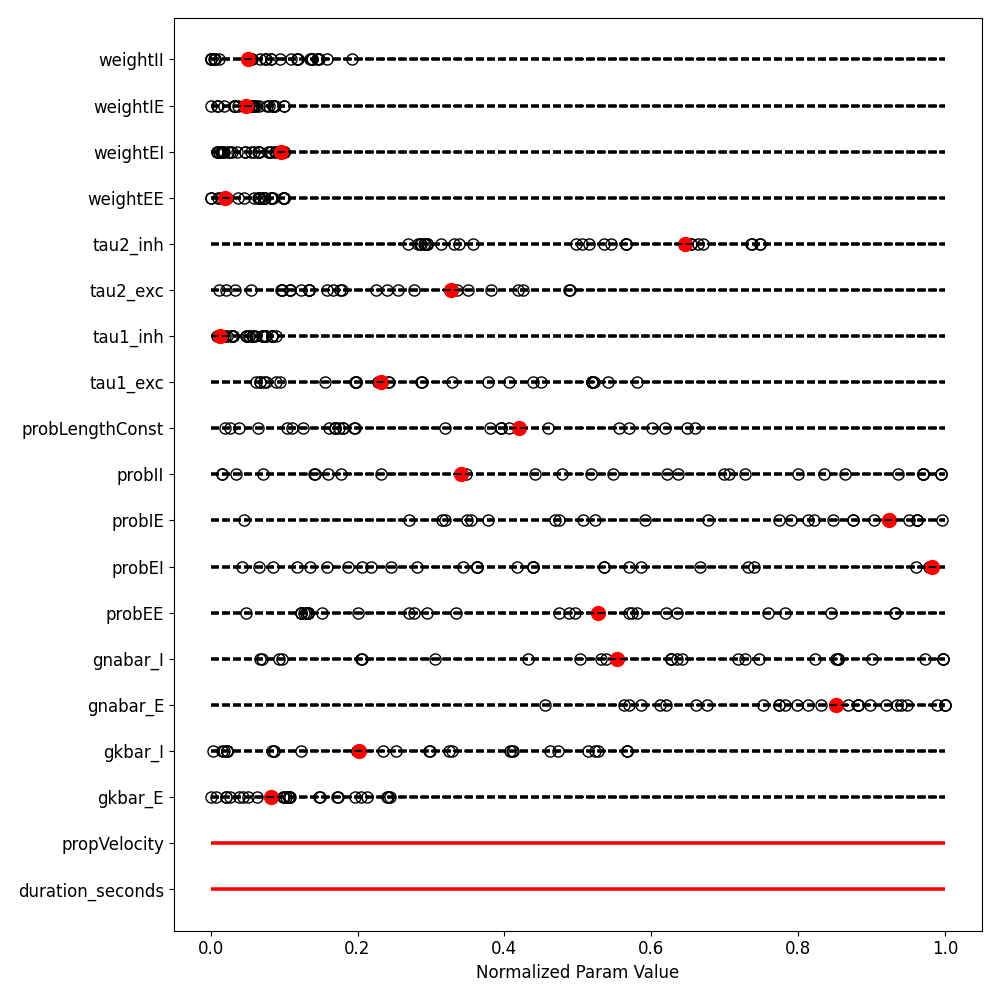 weightII
weightIE
weightEI
weightEE
tau2_inh
tau2_exc
tau1_inh
tau1_exc
probLengthConst
probII
probIE
probEI
probEE
gnabar_I
gnabar_E
gkbar_I
gkbar_E
propVelocity
duration_seconds
0.0 0.2 0.4 0.6 0.8 1.0
Normalized Param Value